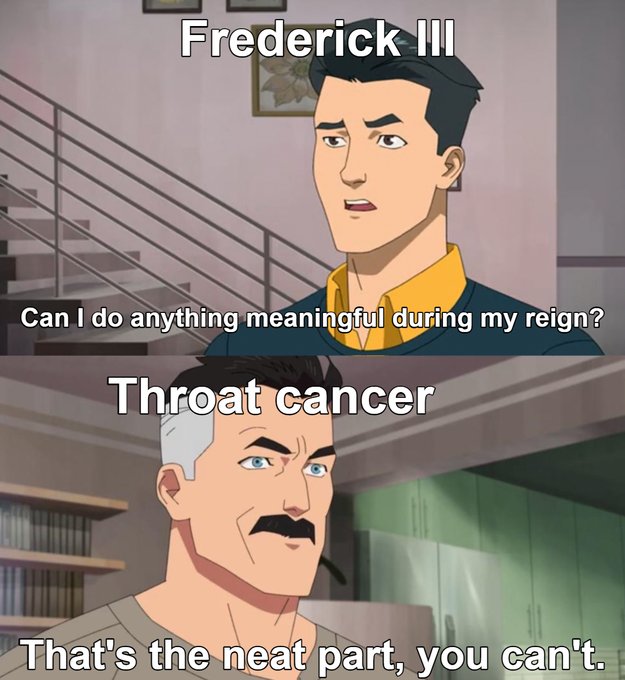 Frederick III
Can I do anything meaningful during my reign?
Throat cancer
That's the neat part, you can't.